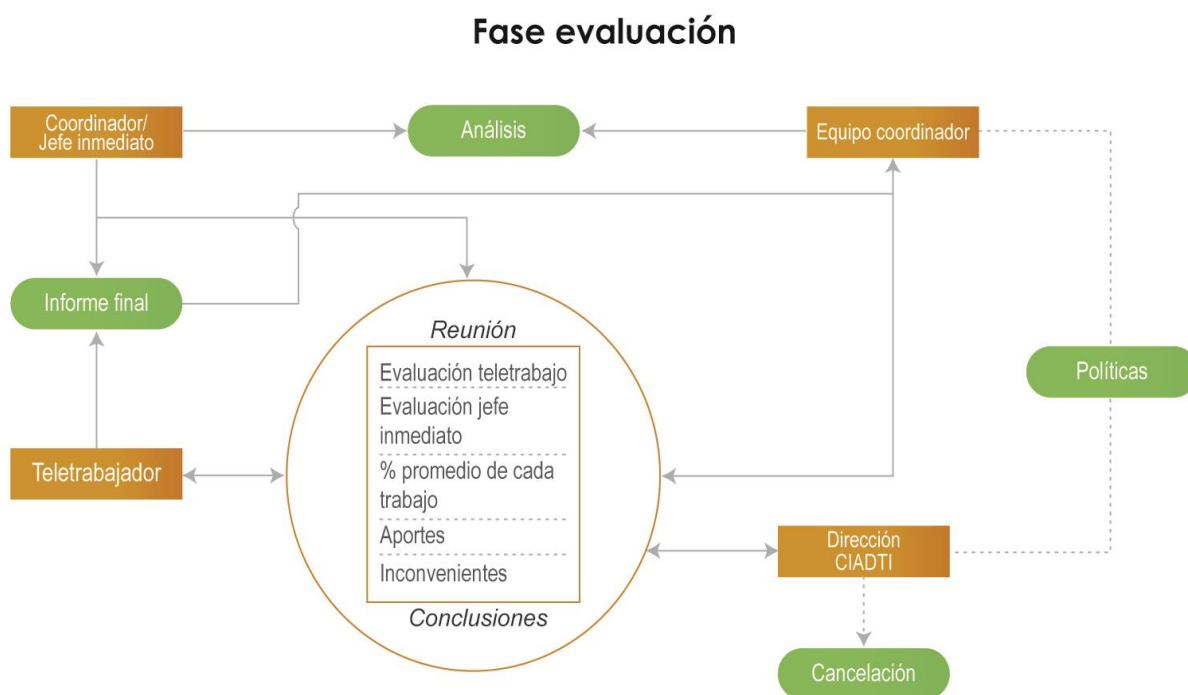 Fase evaluación
Coordinador/
Jefe inmediato
Análisis
Equipo coordinador
Informe final
Reunión
Evaluación teletrabajo
Evaluación jefe
inmediato
% promedio de cada
trabajo
Aportes
Inconvenientes
Conclusiones
Políticas
Teletrabajador
Dirección
CIADTI
Cancelación